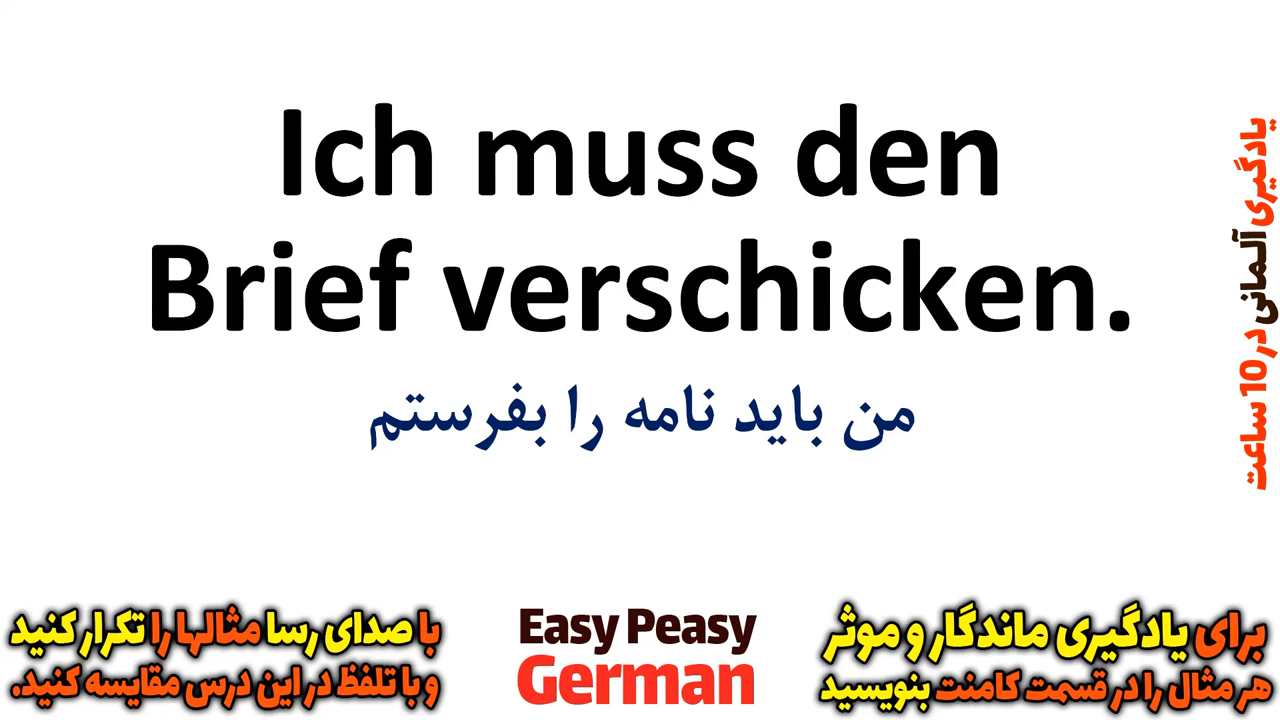 Ich muss den
Brief verschicken.
من باید نامه را بفرستم
یادگیری آلمانی در 10 ساعت
برای یادگیری ماندگار و موثر
هر مثال را در قسمت کامنت بنویسید
Easy Peasy
German
با صدای رسا مثالها را تکرار کنید
و با تلفظ در این درس مقایسه کنید.